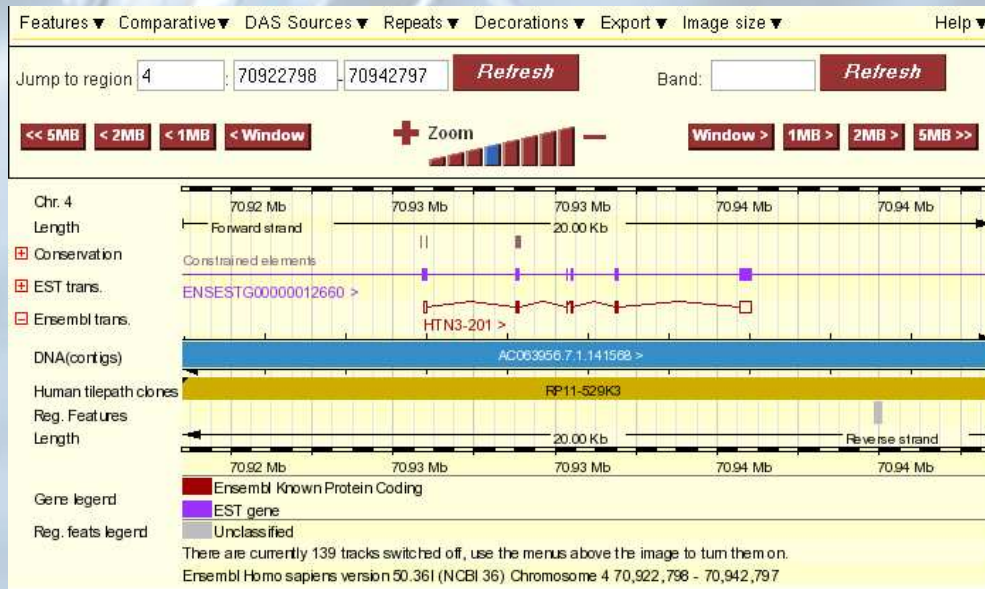 Features ▼ Comparative ▼ DAS Sources ▼ Repeats ▼ Decorations ▼ Export ▼ Image size ▼ Help ▼
Jump to region 4 : 70922798 - 70942797 Refresh Band: Refresh
<< 5MB < 2MB < 1MB < Window + Zoom − Window > 1MB > 2MB > 5MB >>
Chr. 4 70.92 Mb 70.93 Mb 70.93 Mb 70.94 Mb 70.94 Mb
Length Forward strand 20.00 Kb
Conservation
Constrained elements
EST trans.
ENSESTG00000012660 >
Ensembl trans.
HTN3-201 >
DNA(contigs) AC063956.7.1.141568 >
Human tilepath clones RP11-529K3
Reg. Features
Length 20.00 Kb Reverse strand
70.92 Mb 70.93 Mb 70.93 Mb 70.94 Mb 70.94 Mb
Gene legend
Ensembl Known Protein Coding
EST gene
Reg. feats legend Unclassified
There are currently 139 tracks switched off, use the menus above the image to turn them on.
Ensembl Homo sapiens version 50.36l (NCBI 36) Chromosome 4 70,922,798 - 70,942,797